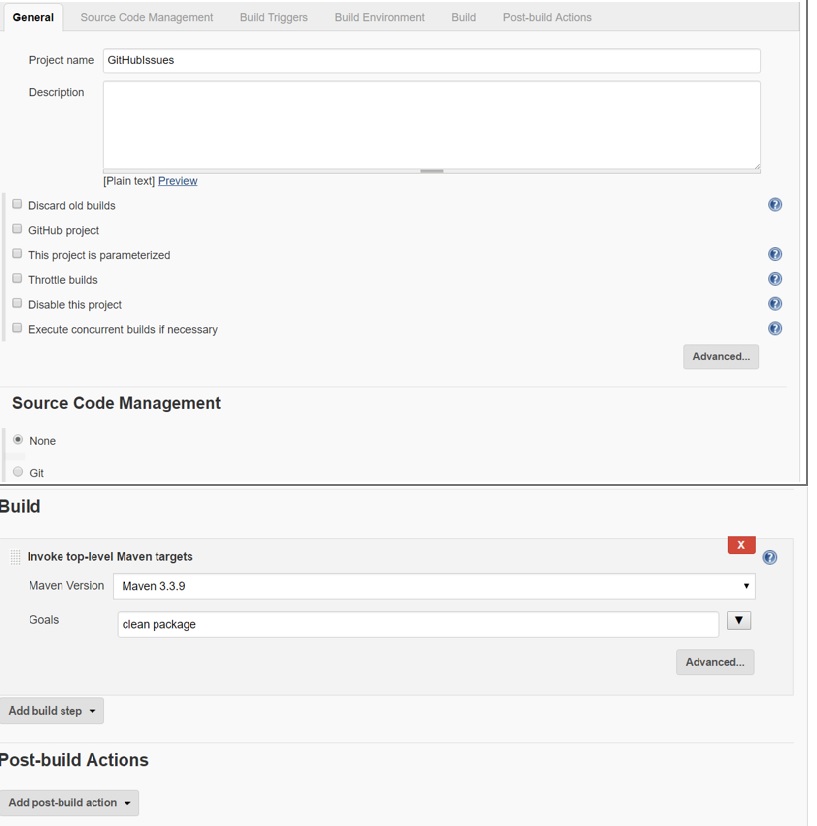 General Source Code Management Build Triggers Build Environment Build Post-build Actions
Project name GitHubIssues
Description
[Plain text] Preview
Discard old builds
GitHub project
This project is parameterized
Throttle builds
Disable this project
Execute concurrent builds if necessary
Advanced...
Source Code Management
None
Git
Build
X
Invoke top-level Maven targets
Maven Version Maven 3.3.9
Goals clean package
Advanced...
Add build step
Post-build Actions
Add post-build action